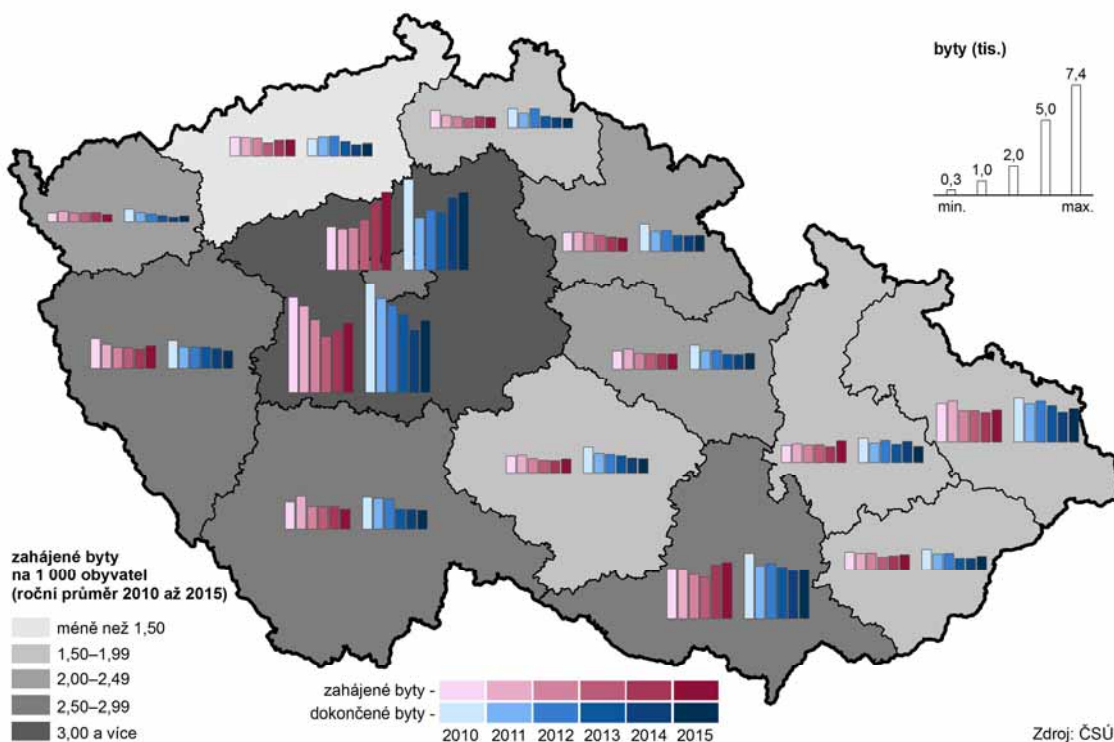 byty (tis.)
7,4
5,0
2,0
1,0
0,3
min.
max.
zahájené byty
na 1 000 obyvatel
(roční průměr 2010 až 2015)
méně než 1,50
1,50–1,99
2,00–2,49
2,50–2,99
3,00 a více
zahájené byty -
dokončené byty -
2010 2011 2012 2013 2014 2015
Zdroj: ČSÚ